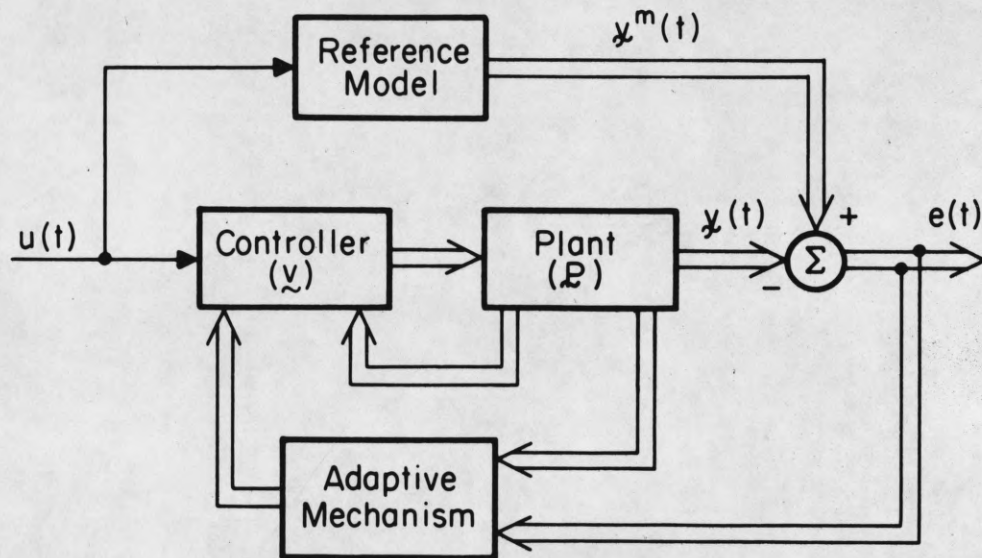 Reference
Model
y^m(t)
u(t)
Controller
(v)
Plant
(p)
y(t)
+
-
Σ
e(t)
Adaptive
Mechanism